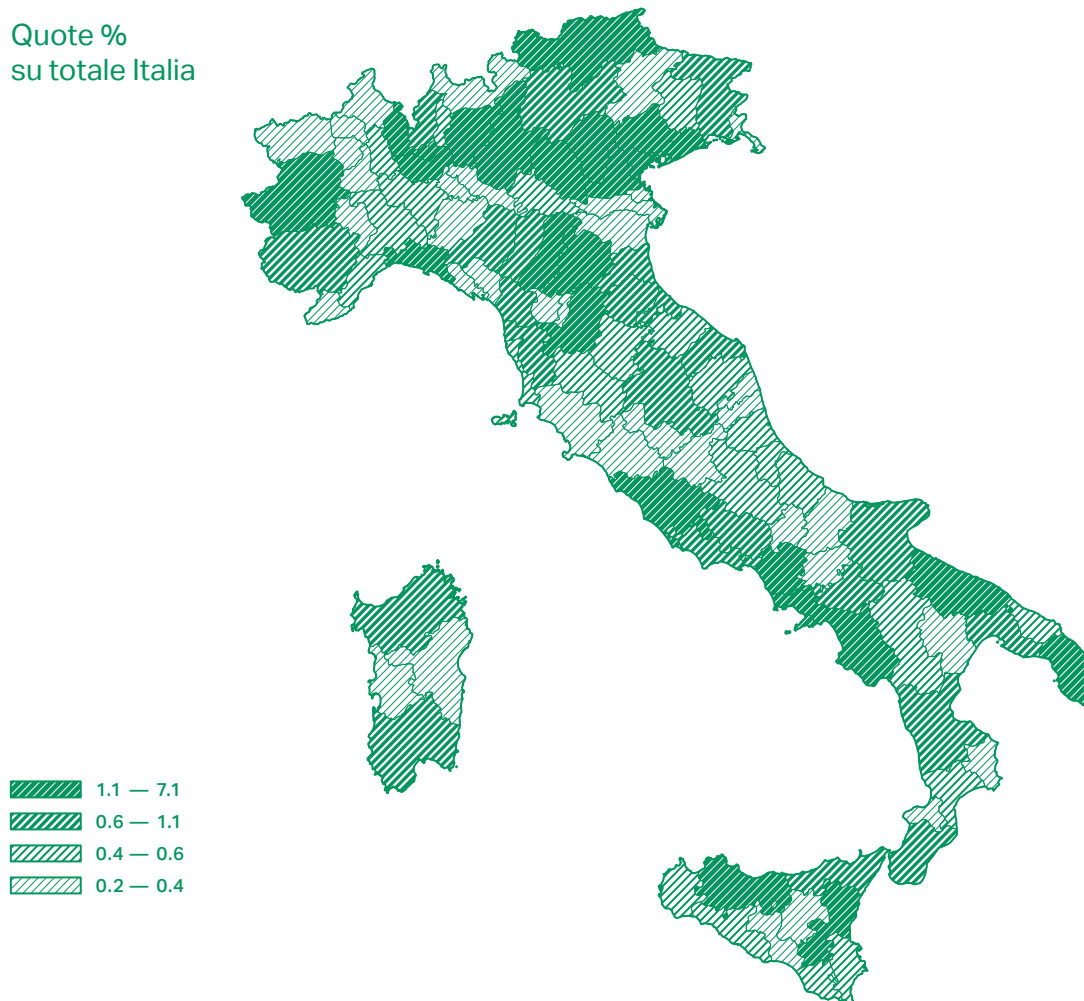 Quote %
su totale Italia
1.1 — 7.1
0.6 — 1.1
0.4 — 0.6
0.2 — 0.4